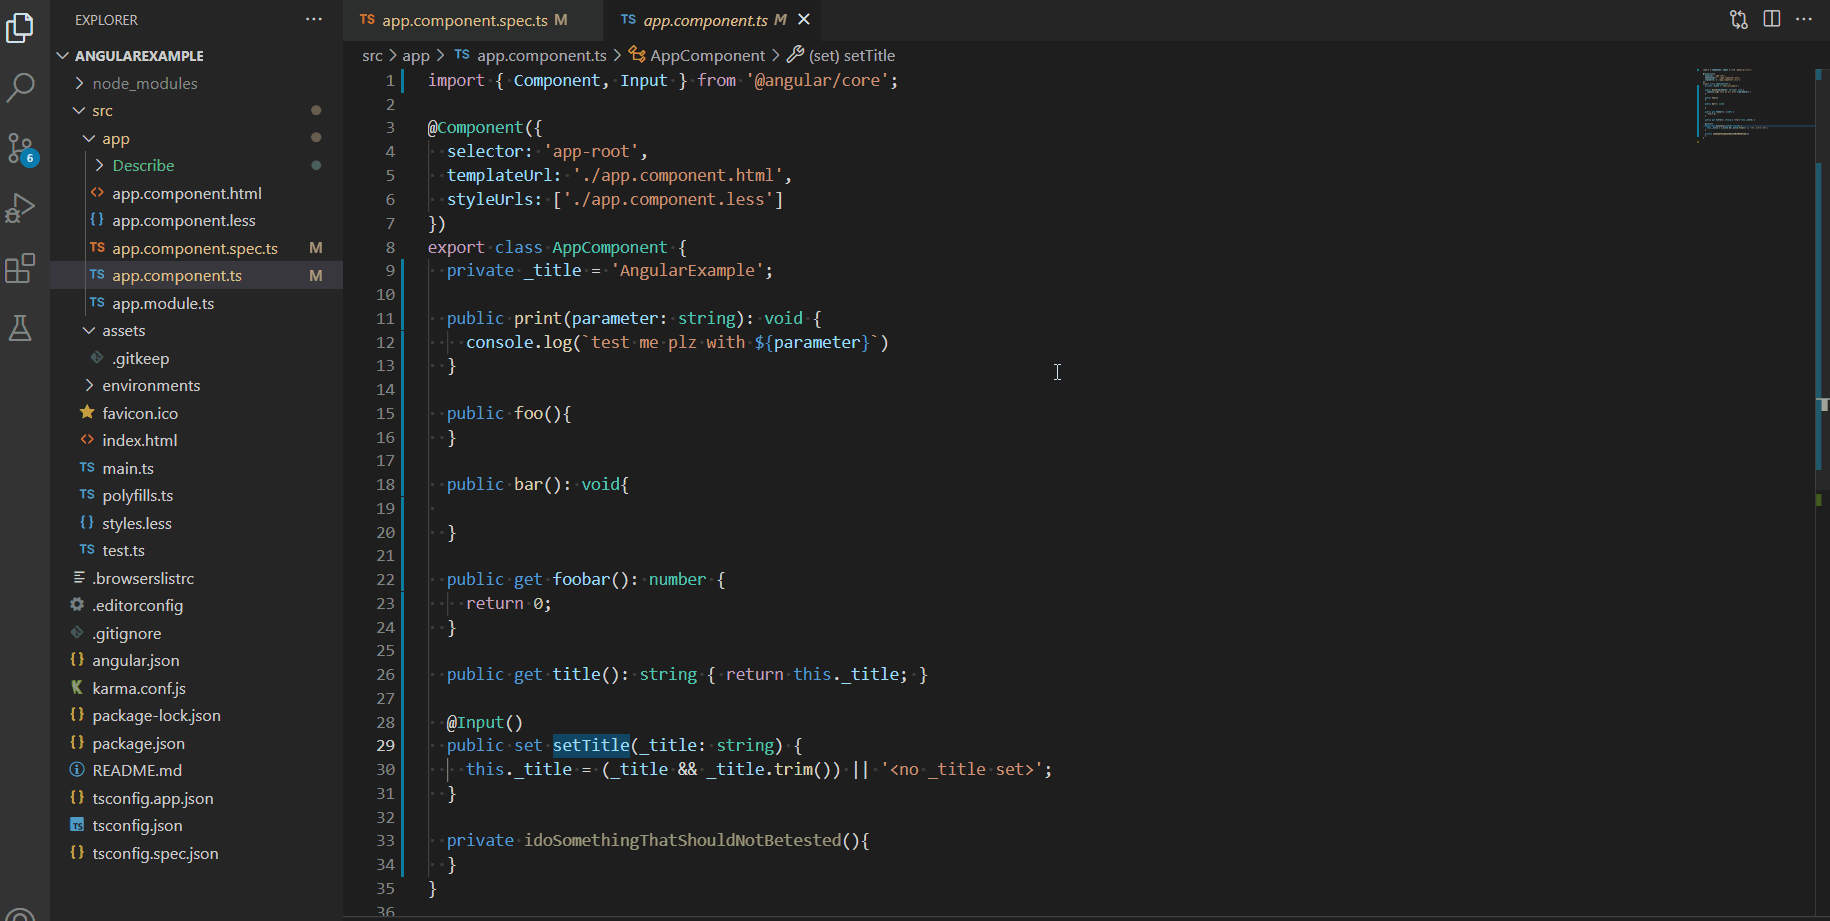 EXPLORER
ANGULAREXAMPLE
node_modules
src
app
Describe
app.component.html
app.component.less
TS app.component.spec.ts M
TS app.component.ts M
TS app.module.ts
assets
.gitkeep
environments
favicon.ico
index.html
TS main.ts
TS polyfills.ts
styles.less
TS test.ts
.browserslistrc
.editorconfig
.gitignore
angular.json
karma.conf.js
package-lock.json
package.json
README.md
tsconfig.app.json
TS tsconfig.json
tsconfig.spec.json
6
TS app.component.spec.ts M
TS app.component.ts M
src > app > TS app.component.ts > AppComponent > (set) setTitle
1 import { Component, Input } from '@angular/core';
2
3 @Component({
4 selector: 'app-root',
5 templateUrl: './app.component.html',
6 styleUrls: ['./app.component.less']
7 })
8 export class AppComponent {
9 private _title = 'AngularExample';
10
11 public print(parameter: string): void {
12 console.log(`test me plz with ${parameter}`)
13 }
14
15 public foo(){
16 }
17
18 public bar(): void{
19
20 }
21
22 public get foobar(): number {
23 return 0;
24 }
25
26 public get title(): string { return this._title; }
27
28 @Input()
29 public set setTitle(_title: string) {
30 this._title = (_title && _title.trim()) || '<no _title set>';
31 }
32
33 private idoSomethingThatShouldNotBetested(){
34 }
35 }
36